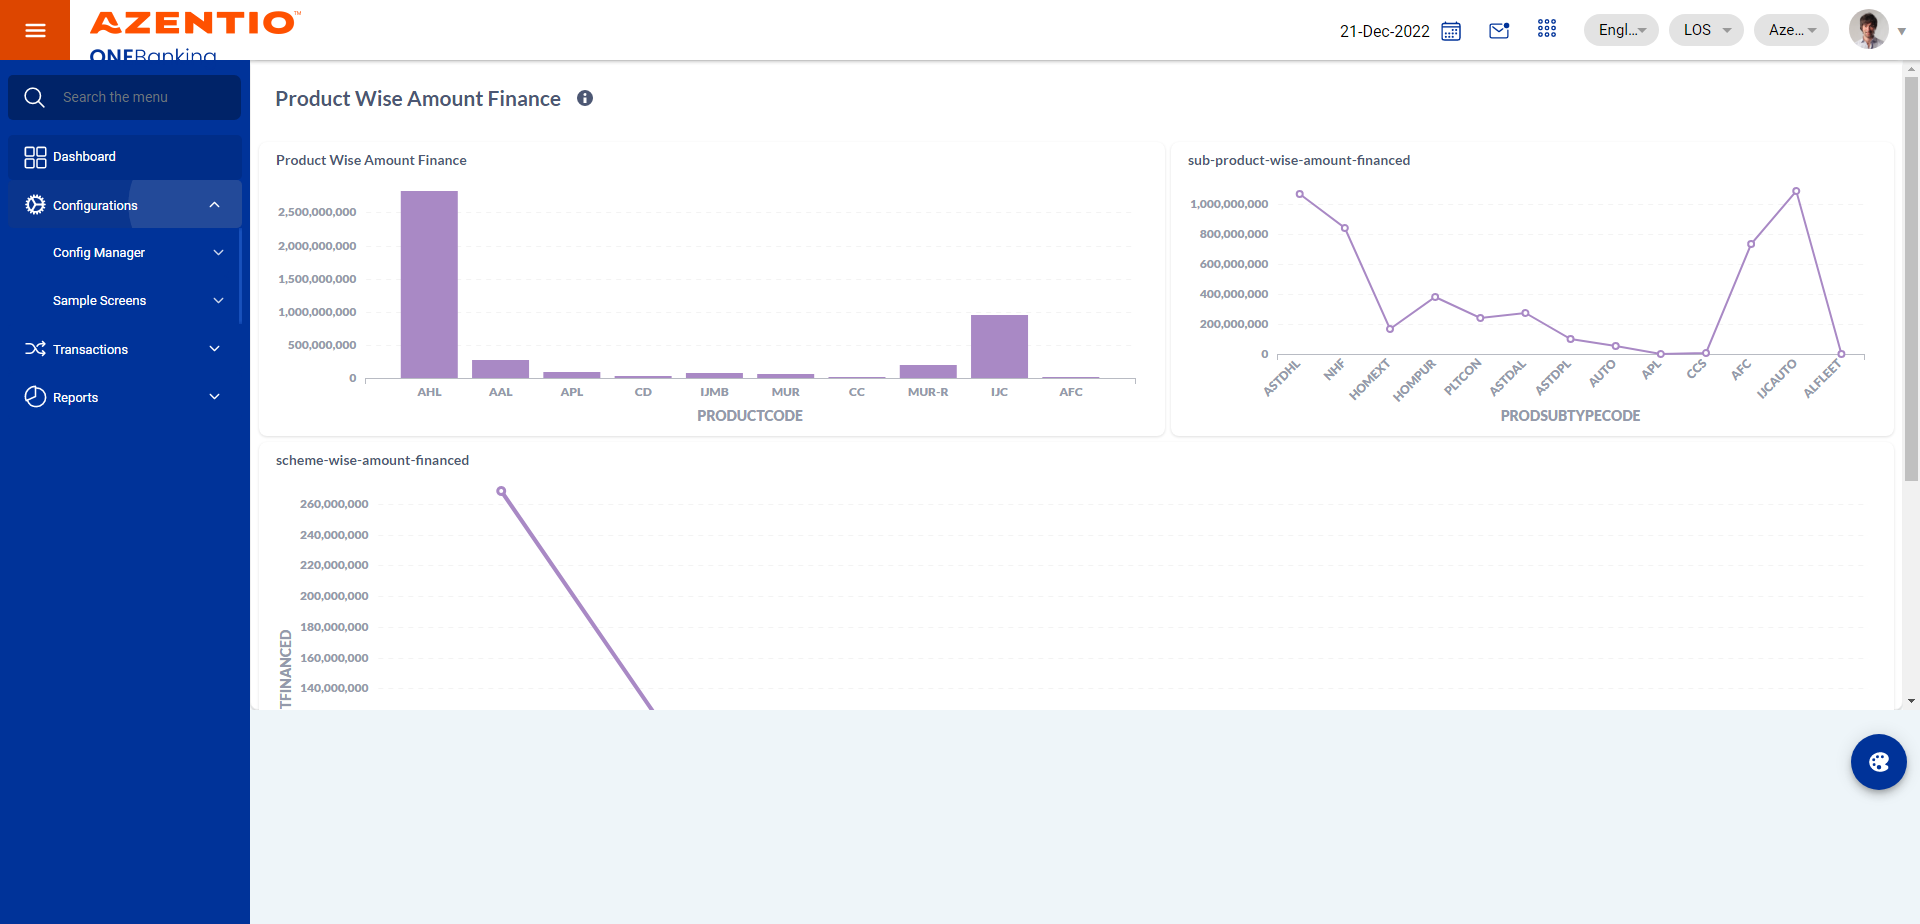 AZENTIO™
ONEBanking
21-Dec-2022
Engl...
LOS
Aze...
Search the menu
Dashboard
Configurations
Config Manager
Sample Screens
Transactions
Reports
Product Wise Amount Finance
Product Wise Amount Finance
2,500,000,000
2,000,000,000
1,500,000,000
1,000,000,000
500,000,000
0
AHL AAL APL CD IJMB MUR CC MUR-R IJC AFC
PRODUCTCODE
sub-product-wise-amount-financed
1,000,000,000
800,000,000
600,000,000
400,000,000
200,000,000
0
ASTDHL NHF HOMEXT HOMPUR PLTCON ASTDAL ASTDPL AUTO APL CCS AFC IJCAUTO ALFLEET
PRODSUBTYPECODE
scheme-wise-amount-financed
260,000,000
240,000,000
220,000,000
200,000,000
180,000,000
160,000,000
140,000,000
TFINANCED